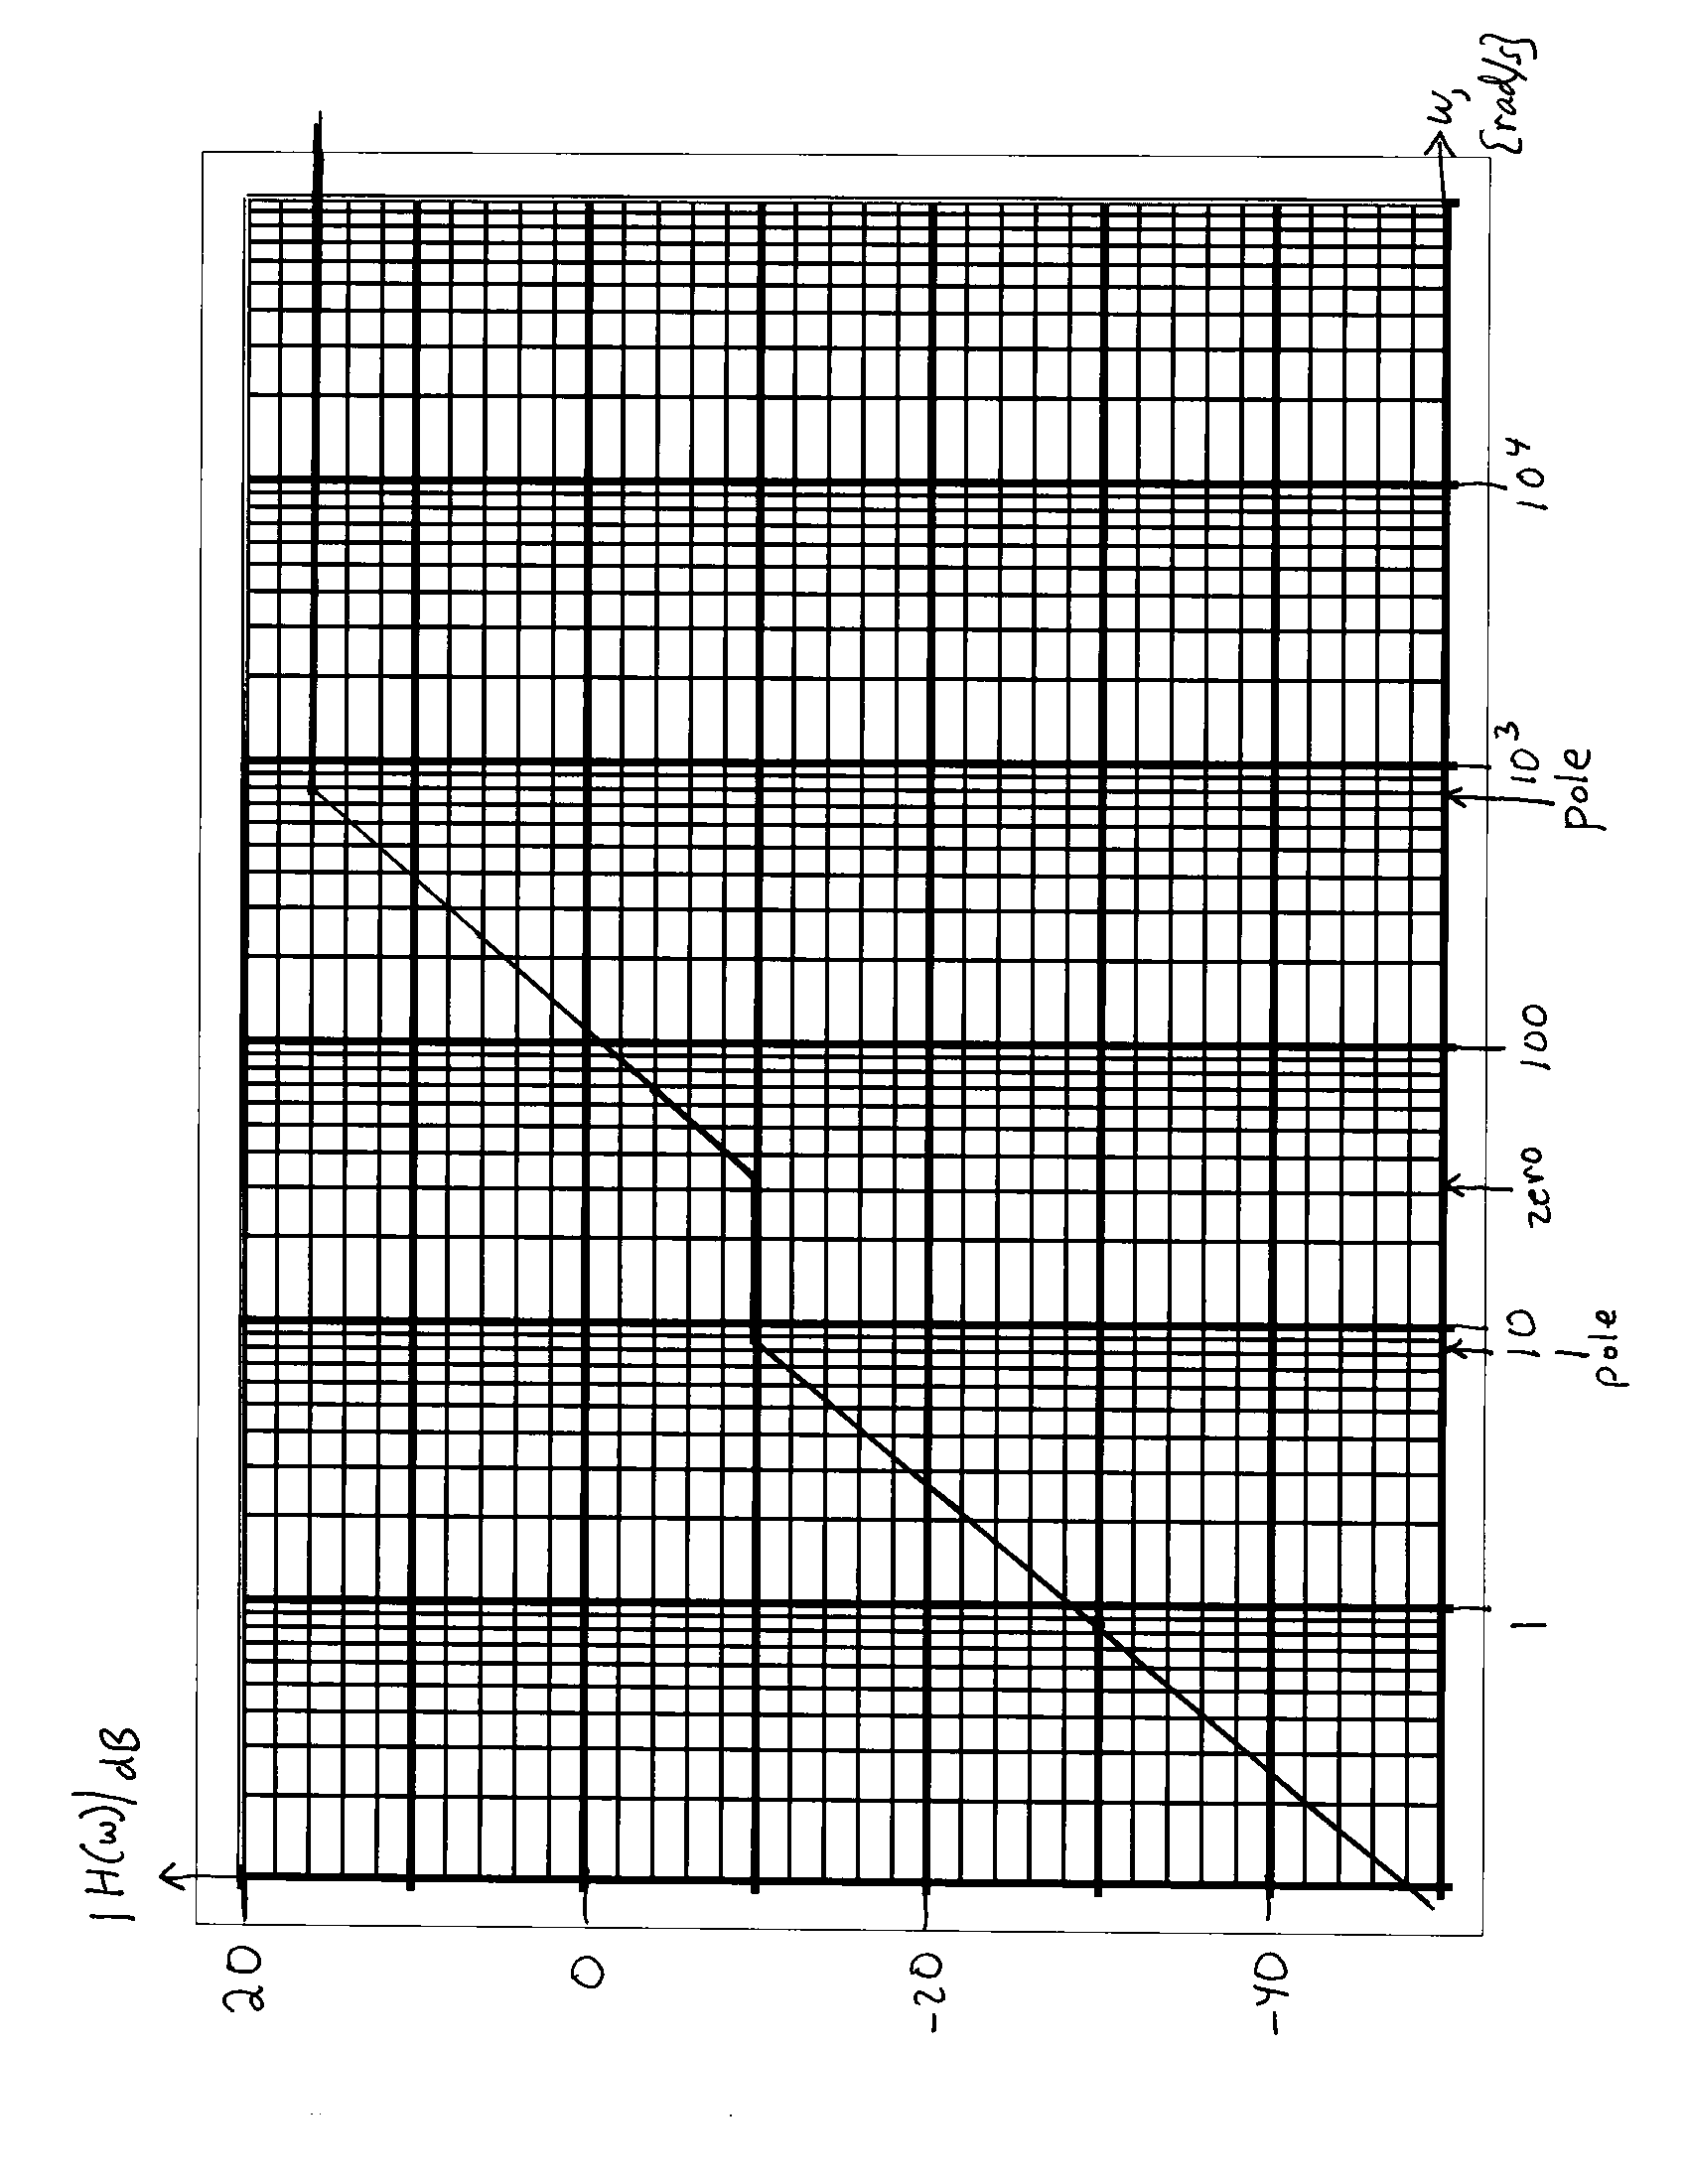 |H(w)|dB
20
0
-20
-40
1
10
100
10³
10⁴
w,
[rad/s]
pole
zero
pole